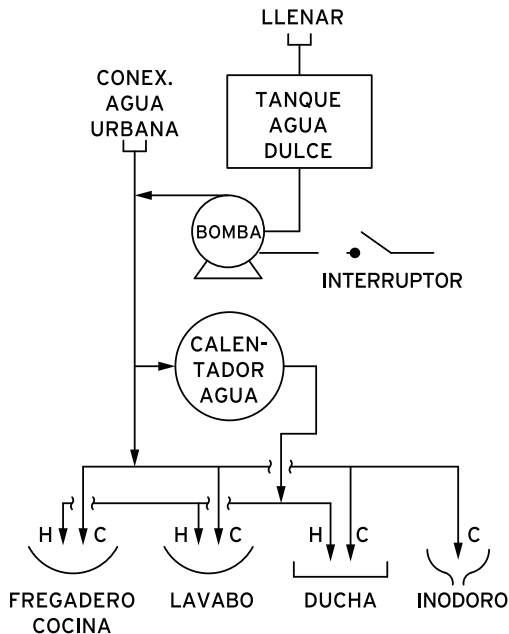 LLENAR
CONEX.
AGUA
URBANA
TANQUE
AGUA
DULCE
BOMBA
INTERRUPTOR
CALEN-
TADOR
AGUA
H C
H C
H C
C
FREGADERO
COCINA
LAVABO
DUCHA
INODORO